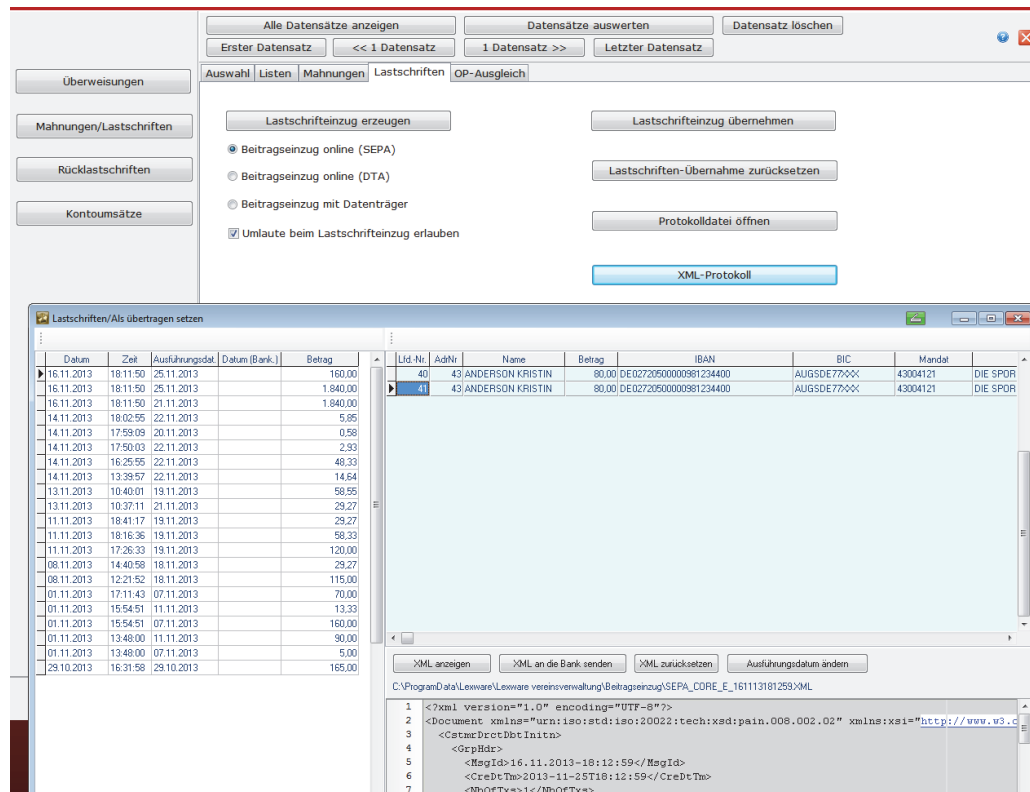 Alle Datensätze anzeigen Datensätze auswerten Datensatz löschen
Erster Datensatz << 1 Datensatz 1 Datensatz >> Letzter Datensatz
Überweisungen
Mahnungen/Lastschriften
Rücklastschriften
Kontoumsätze
Auswahl Listen Mahnungen Lastschriften OP-Ausgleich
Lastschrifteinzug erzeugen
Beitragseinzug online (SEPA)
Beitragseinzug online (DTA)
Beitragseinzug mit Datenträger
Umlaute beim Lastschrifteinzug erlauben
Lastschrifteinzug übernehmen
Lastschriften-Übernahme zurücksetzen
Protokolldatei öffnen
XML-Protokoll
Lastschriften/Als übertragen setzen
Datum Zeit Ausführungsdat. Datum (Bank.) Betrag
16.11.2013 18:11:50 25.11.2013 160,00
16.11.2013 18:11:50 25.11.2013 1.840,00
16.11.2013 18:11:50 21.11.2013 1.840,00
14.11.2013 18:02:55 22.11.2013 5,85
14.11.2013 17:59:09 20.11.2013 0,58
14.11.2013 17:50:03 22.11.2013 2,93
14.11.2013 16:25:55 22.11.2013 48,33
14.11.2013 13:39:57 22.11.2013 14,64
13.11.2013 10:40:01 19.11.2013 58,55
13.11.2013 10:37:11 21.11.2013 29,27
11.11.2013 18:41:17 19.11.2013 29,27
11.11.2013 18:16:36 19.11.2013 58,33
11.11.2013 17:26:33 19.11.2013 120,00
08.11.2013 14:40:58 18.11.2013 29,27
08.11.2013 12:21:52 18.11.2013 115,00
01.11.2013 17:11:43 07.11.2013 70,00
01.11.2013 15:54:51 11.11.2013 13,33
01.11.2013 15:54:51 07.11.2013 160,00
01.11.2013 13:48:00 11.11.2013 90,00
01.11.2013 13:48:00 07.11.2013 5,00
29.10.2013 16:31:58 29.10.2013 165,00
Lfd.-Nr. AdrNr Name Betrag IBAN BIC Mandat
40 43 ANDERSON KRISTIN 80,00 DE02720500000981234400 AUGSDE77XXX 43004121 DIE SPOR
41 43 ANDERSON KRISTIN 80,00 DE02720500000981234400 AUGSDE77XXX 43004121 DIE SPOR
XML anzeigen XML an die Bank senden XML zurücksetzen Ausführungsdatum ändern
C:\ProgramData\Lexware\Lexware vereinsverwaltung\Beitragseinzug\SEPA_CORE_E_161113181259.XML
1 <?xml version="1.0" encoding="UTF-8"?>
2 <Document xmlns="urn:iso:std:iso:20022:tech:xsd:pain.008.002.02" xmlns:xsi="http://www.w3.c
3 <CstmrDrctDbtInitn>
4 <GrpHdr>
5 <MsgId>16.11.2013-18:12:59</MsgId>
6 <CreDtTm>2013-11-25T18:12:59</CreDtTm>
7 <NbOfTxs>1</NbOfTxs>